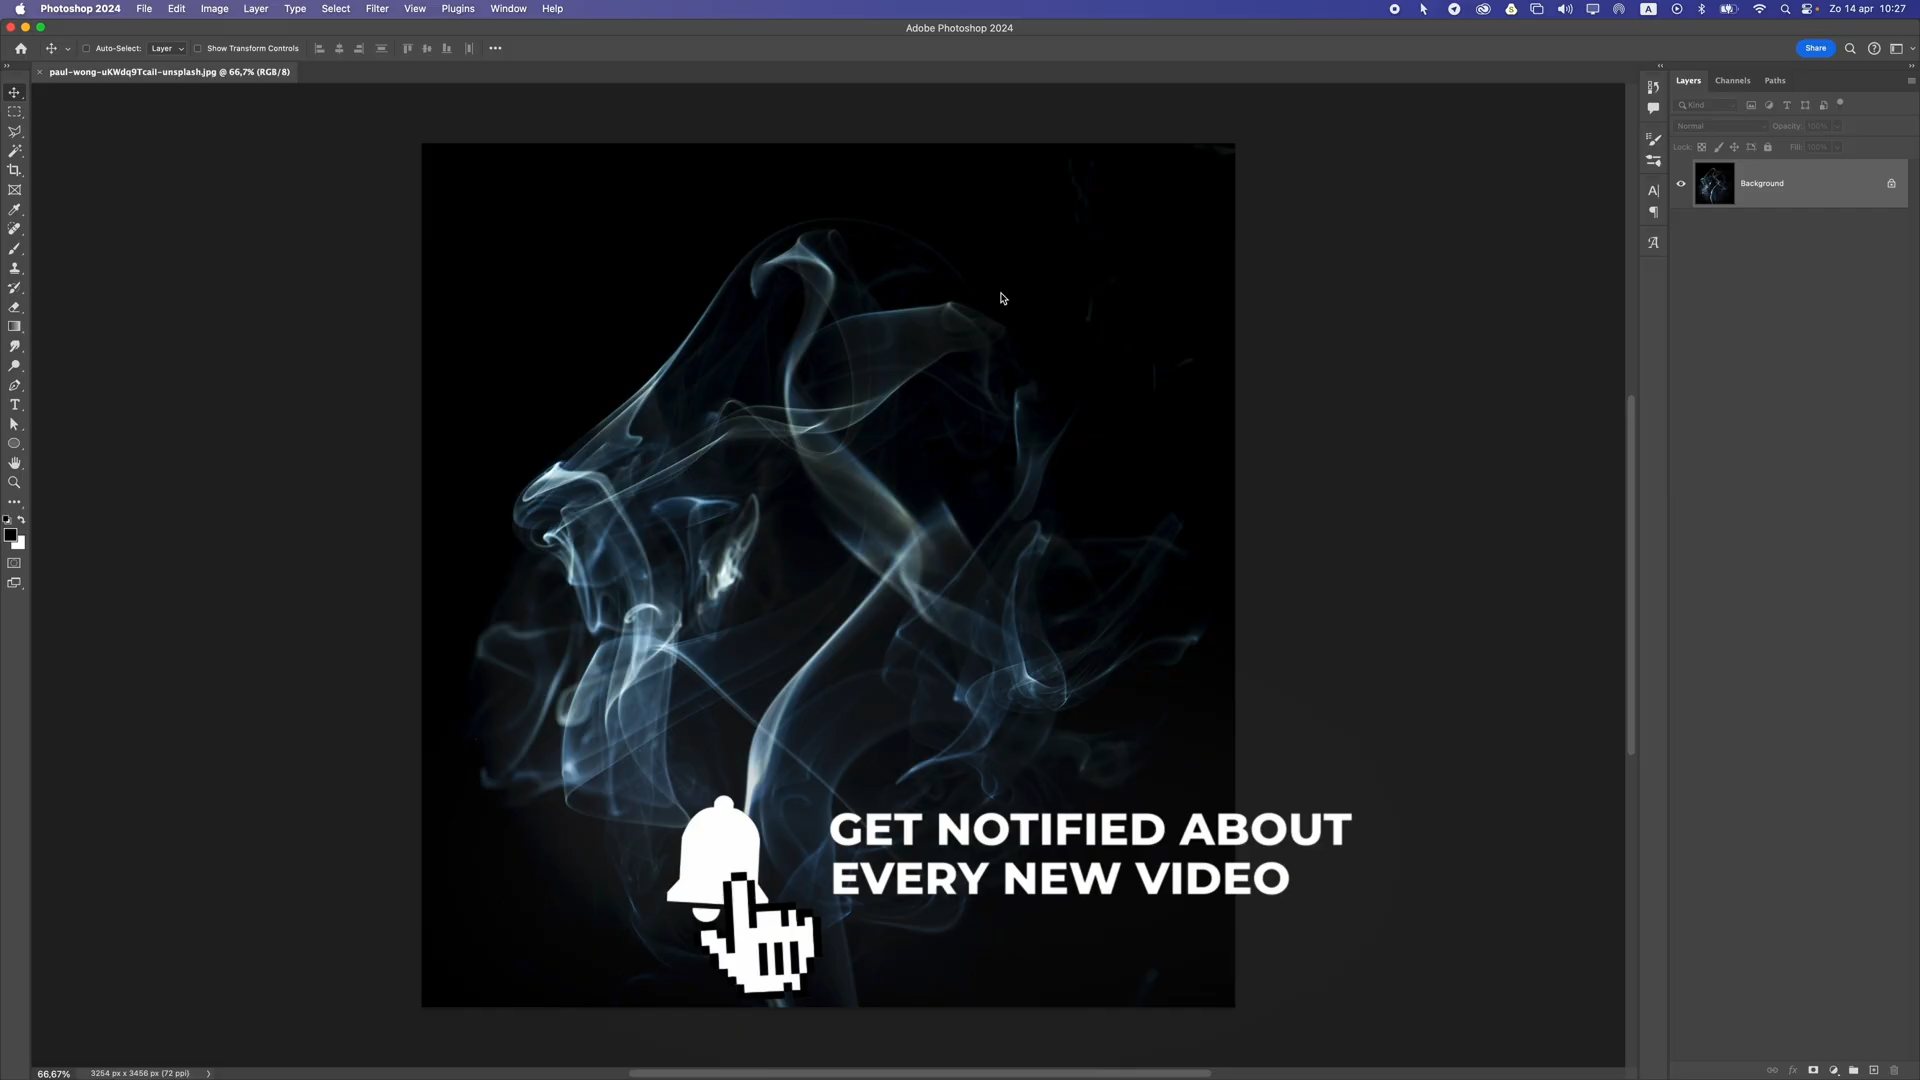 Photoshop 2024 File Edit Image Layer Type Select Filter View Plugins Window Help
A
Zo 14 apr 10:27
Adobe Photoshop 2024
Auto-Select: Layer Show Transform Controls
Share
paul-wong-uKWdq9TcaiI-unsplash.jpg @ 66,7% (RGB/8)
Layers Channels Paths
Kind
Normal Opacity: 100%
Lock: Fill: 100%
Background
GET NOTIFIED ABOUT
EVERY NEW VIDEO
66,67% 3254 px x 3456 px (72 ppi)